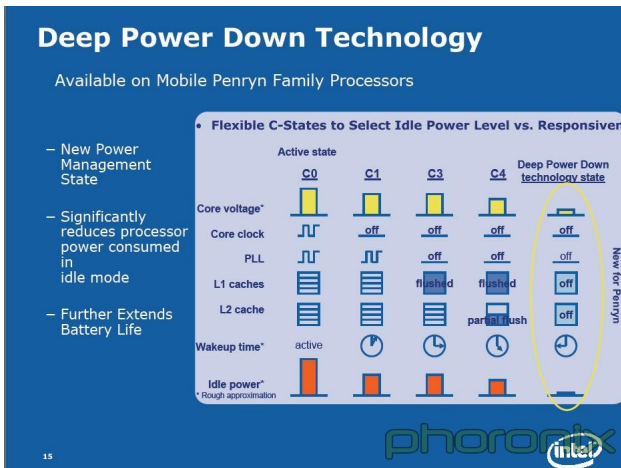 Deep Power Down Technology
Available on Mobile Penryn Family Processors
– New Power
Management
State
– Significantly
reduces processor
power consumed
in
idle mode
– Further Extends
Battery Life
• Flexible C-States to Select Idle Power Level vs. Responsiven
Active state
C0 C1 C3 C4 Deep Power Down
technology state
Core voltage*
Core clock off off off off
PLL off off off
L1 caches flushed flushed off
L2 cache partial flush off
Wakeup time* active
Idle power*
* Rough approximation
New for Penryn
15
phoronix
intel